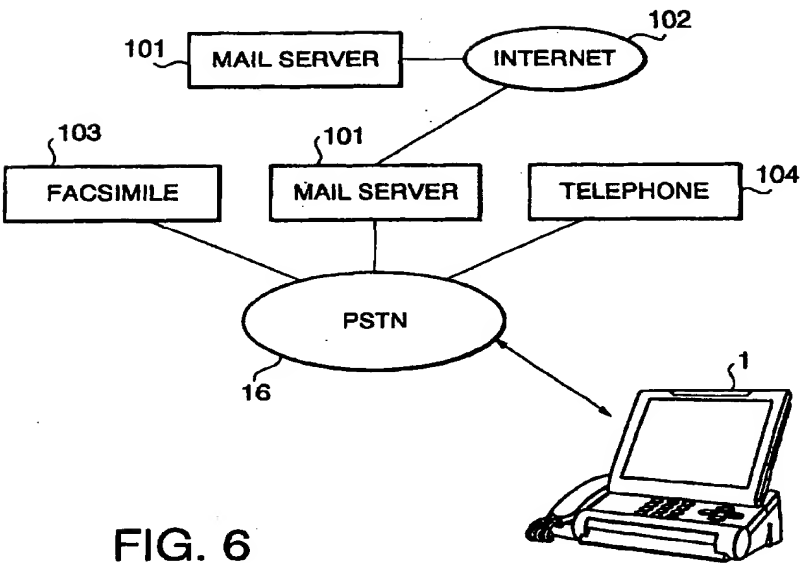 102
101 MAIL SERVER INTERNET
103 101
FACSIMILE MAIL SERVER TELEPHONE 104
PSTN
16
1
FIG. 6